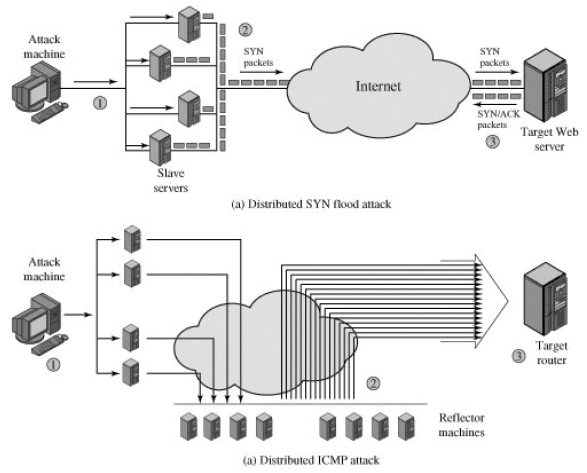 Attack
machine
①
②
SYN
packets
Internet
SYN
packets
SYN/ACK
packets
③
Target Web
server
Slave
servers
(a) Distributed SYN flood attack
Attack
machine
①
②
③
Target
router
Reflector
machines
(a) Distributed ICMP attack